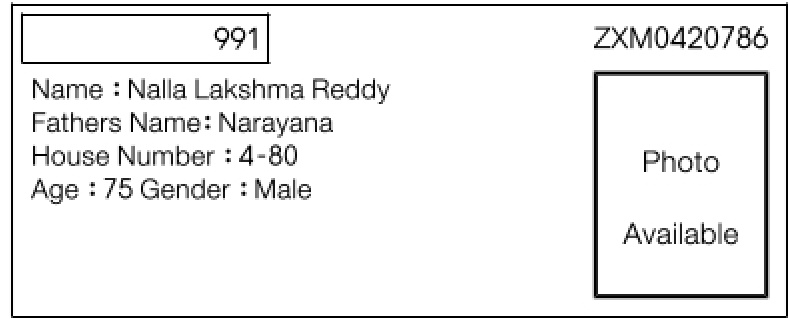 991
ZXM0420786
Name : Nalla Lakshma Reddy
Fathers Name: Narayana
House Number : 4-80
Age : 75 Gender : Male
Photo
Available